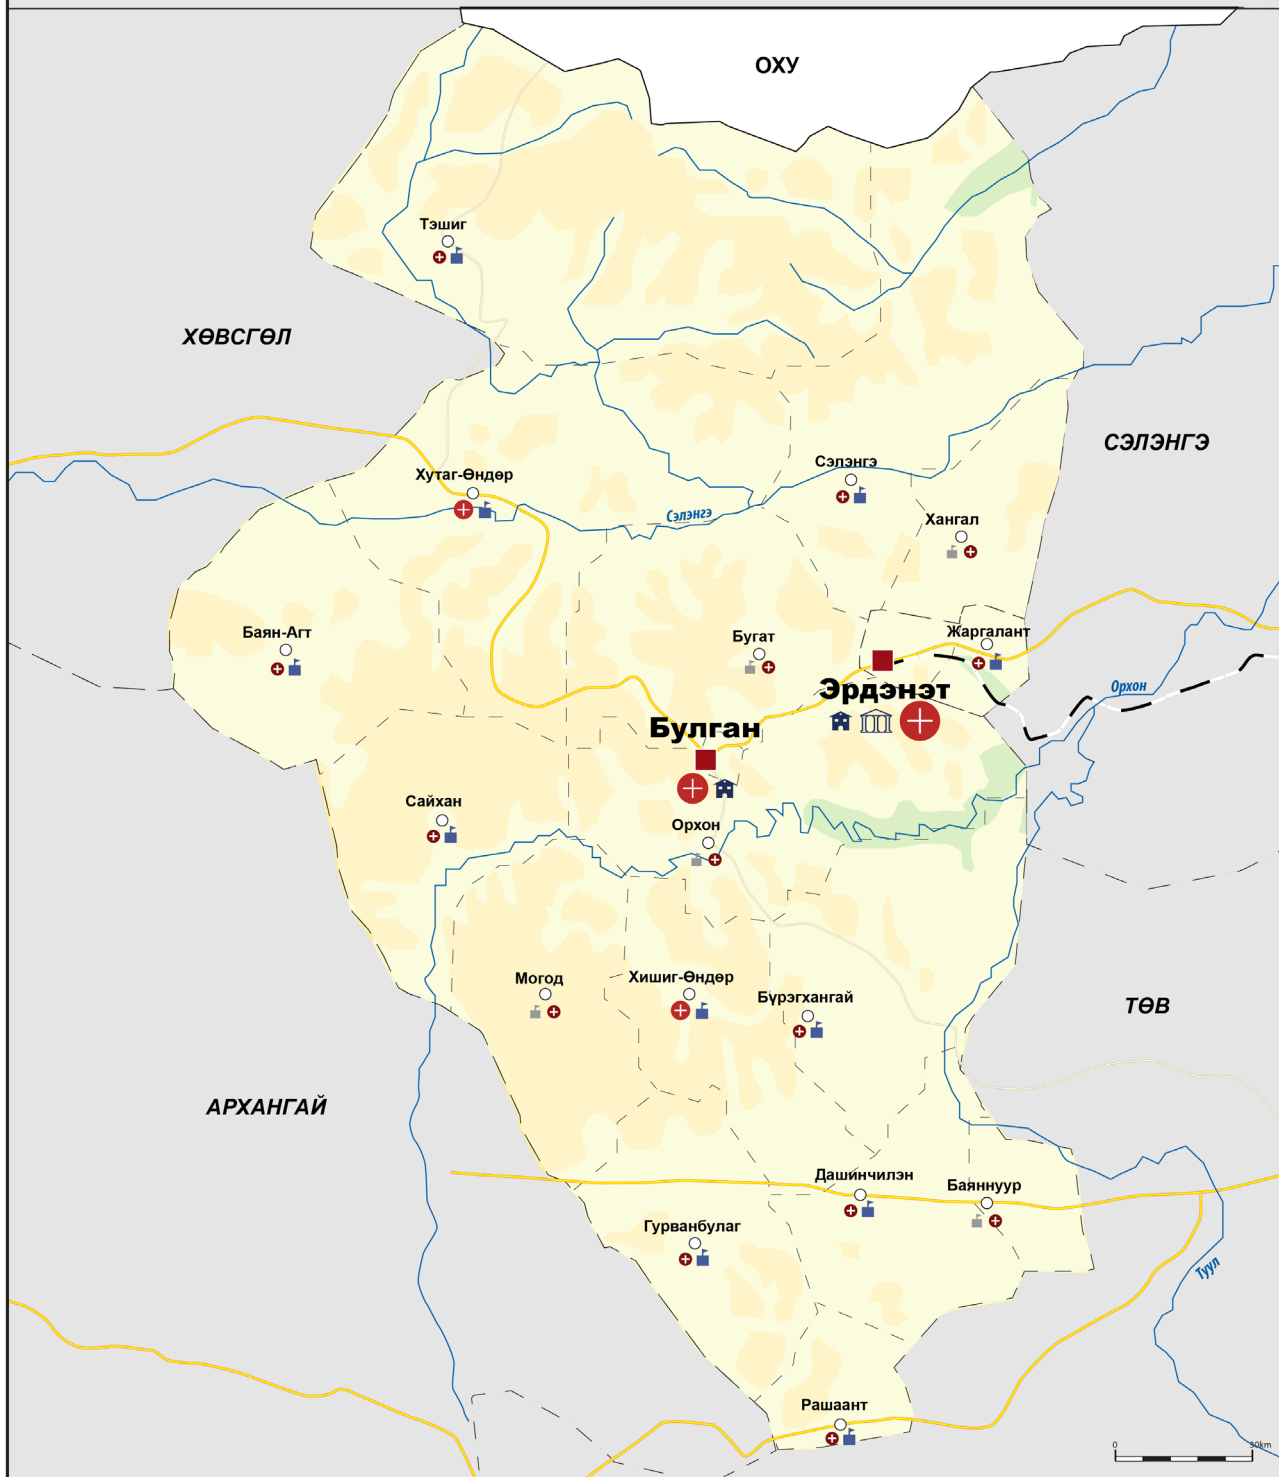 ОХУ
Тэшиг
ХӨВСГӨЛ
СЭЛЭНГЭ
Сэлэнгэ
Хутаг-Өндөр
Сэлэнгэ
Хангал
Баян-Агт
Бугат
Жаргалант
Эрдэнэт
Орхон
Булган
Сайхан
Орхон
Могод
Хишиг-Өндөр
Бүрэгхангай
ТӨВ
АРХАНГАЙ
Дашинчилэн
Баяннуур
Гурванбулаг
Туул
Рашаант
0 30km